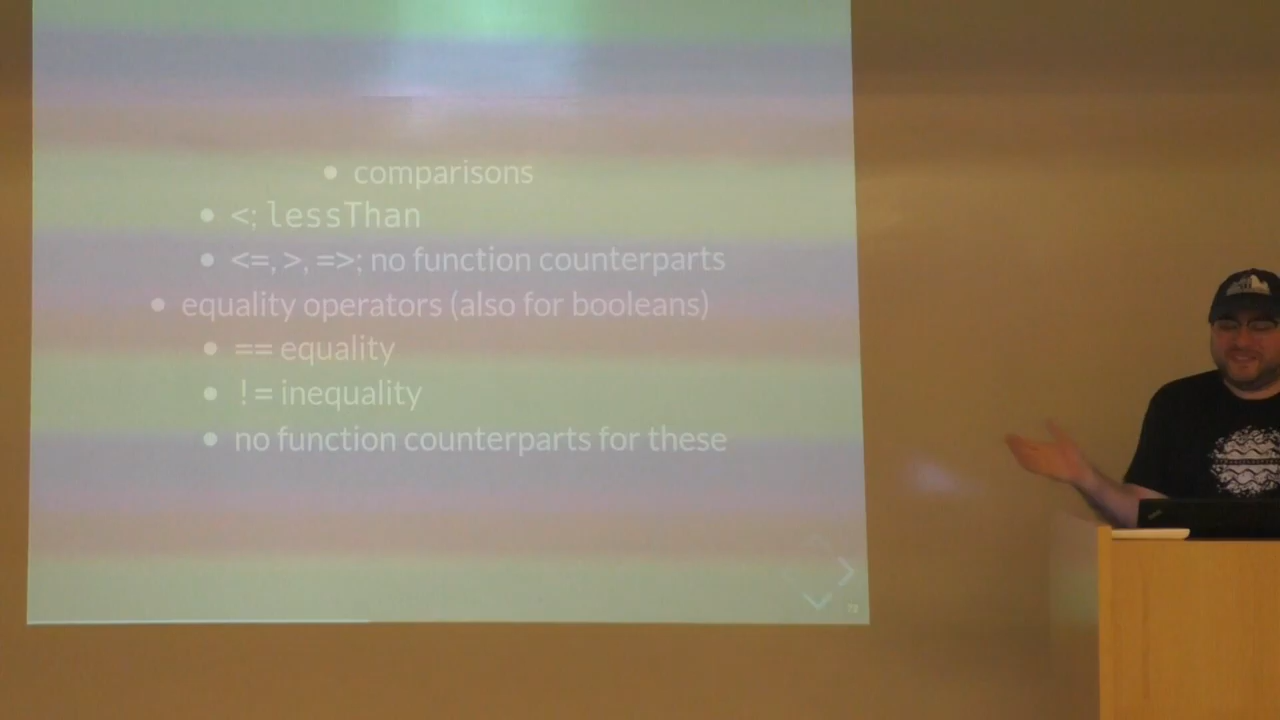 • comparisons
• <; lessThan
• <=, >, =>; no function counterparts
• equality operators (also for booleans)
• == equality
• != inequality
• no function counterparts for these